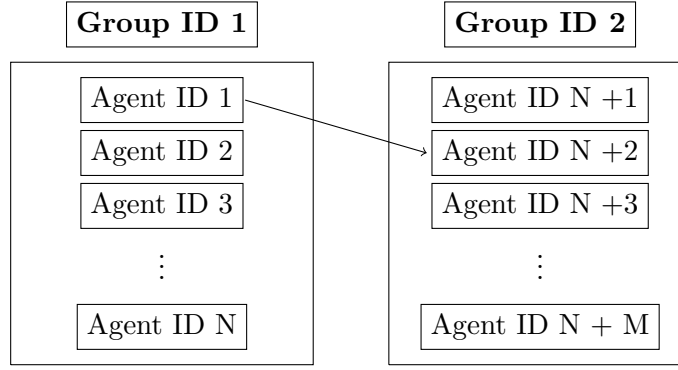 Group ID 1
Agent ID 1
Agent ID 2
Agent ID 3
⋮
Agent ID N
Group ID 2
Agent ID N +1
Agent ID N +2
Agent ID N +3
⋮
Agent ID N + M